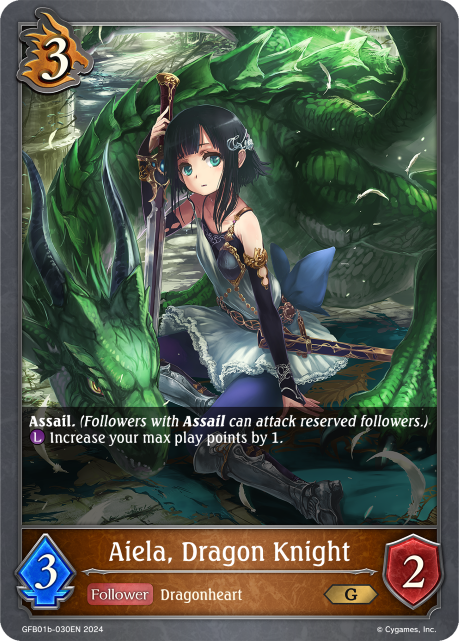 3
Assail. (Followers with Assail can attack reserved followers.)
L Increase your max play points by 1.
Aiela, Dragon Knight
3
Follower Dragonheart
G
2
GFB01b-030EN 2024
© Cygames, Inc.